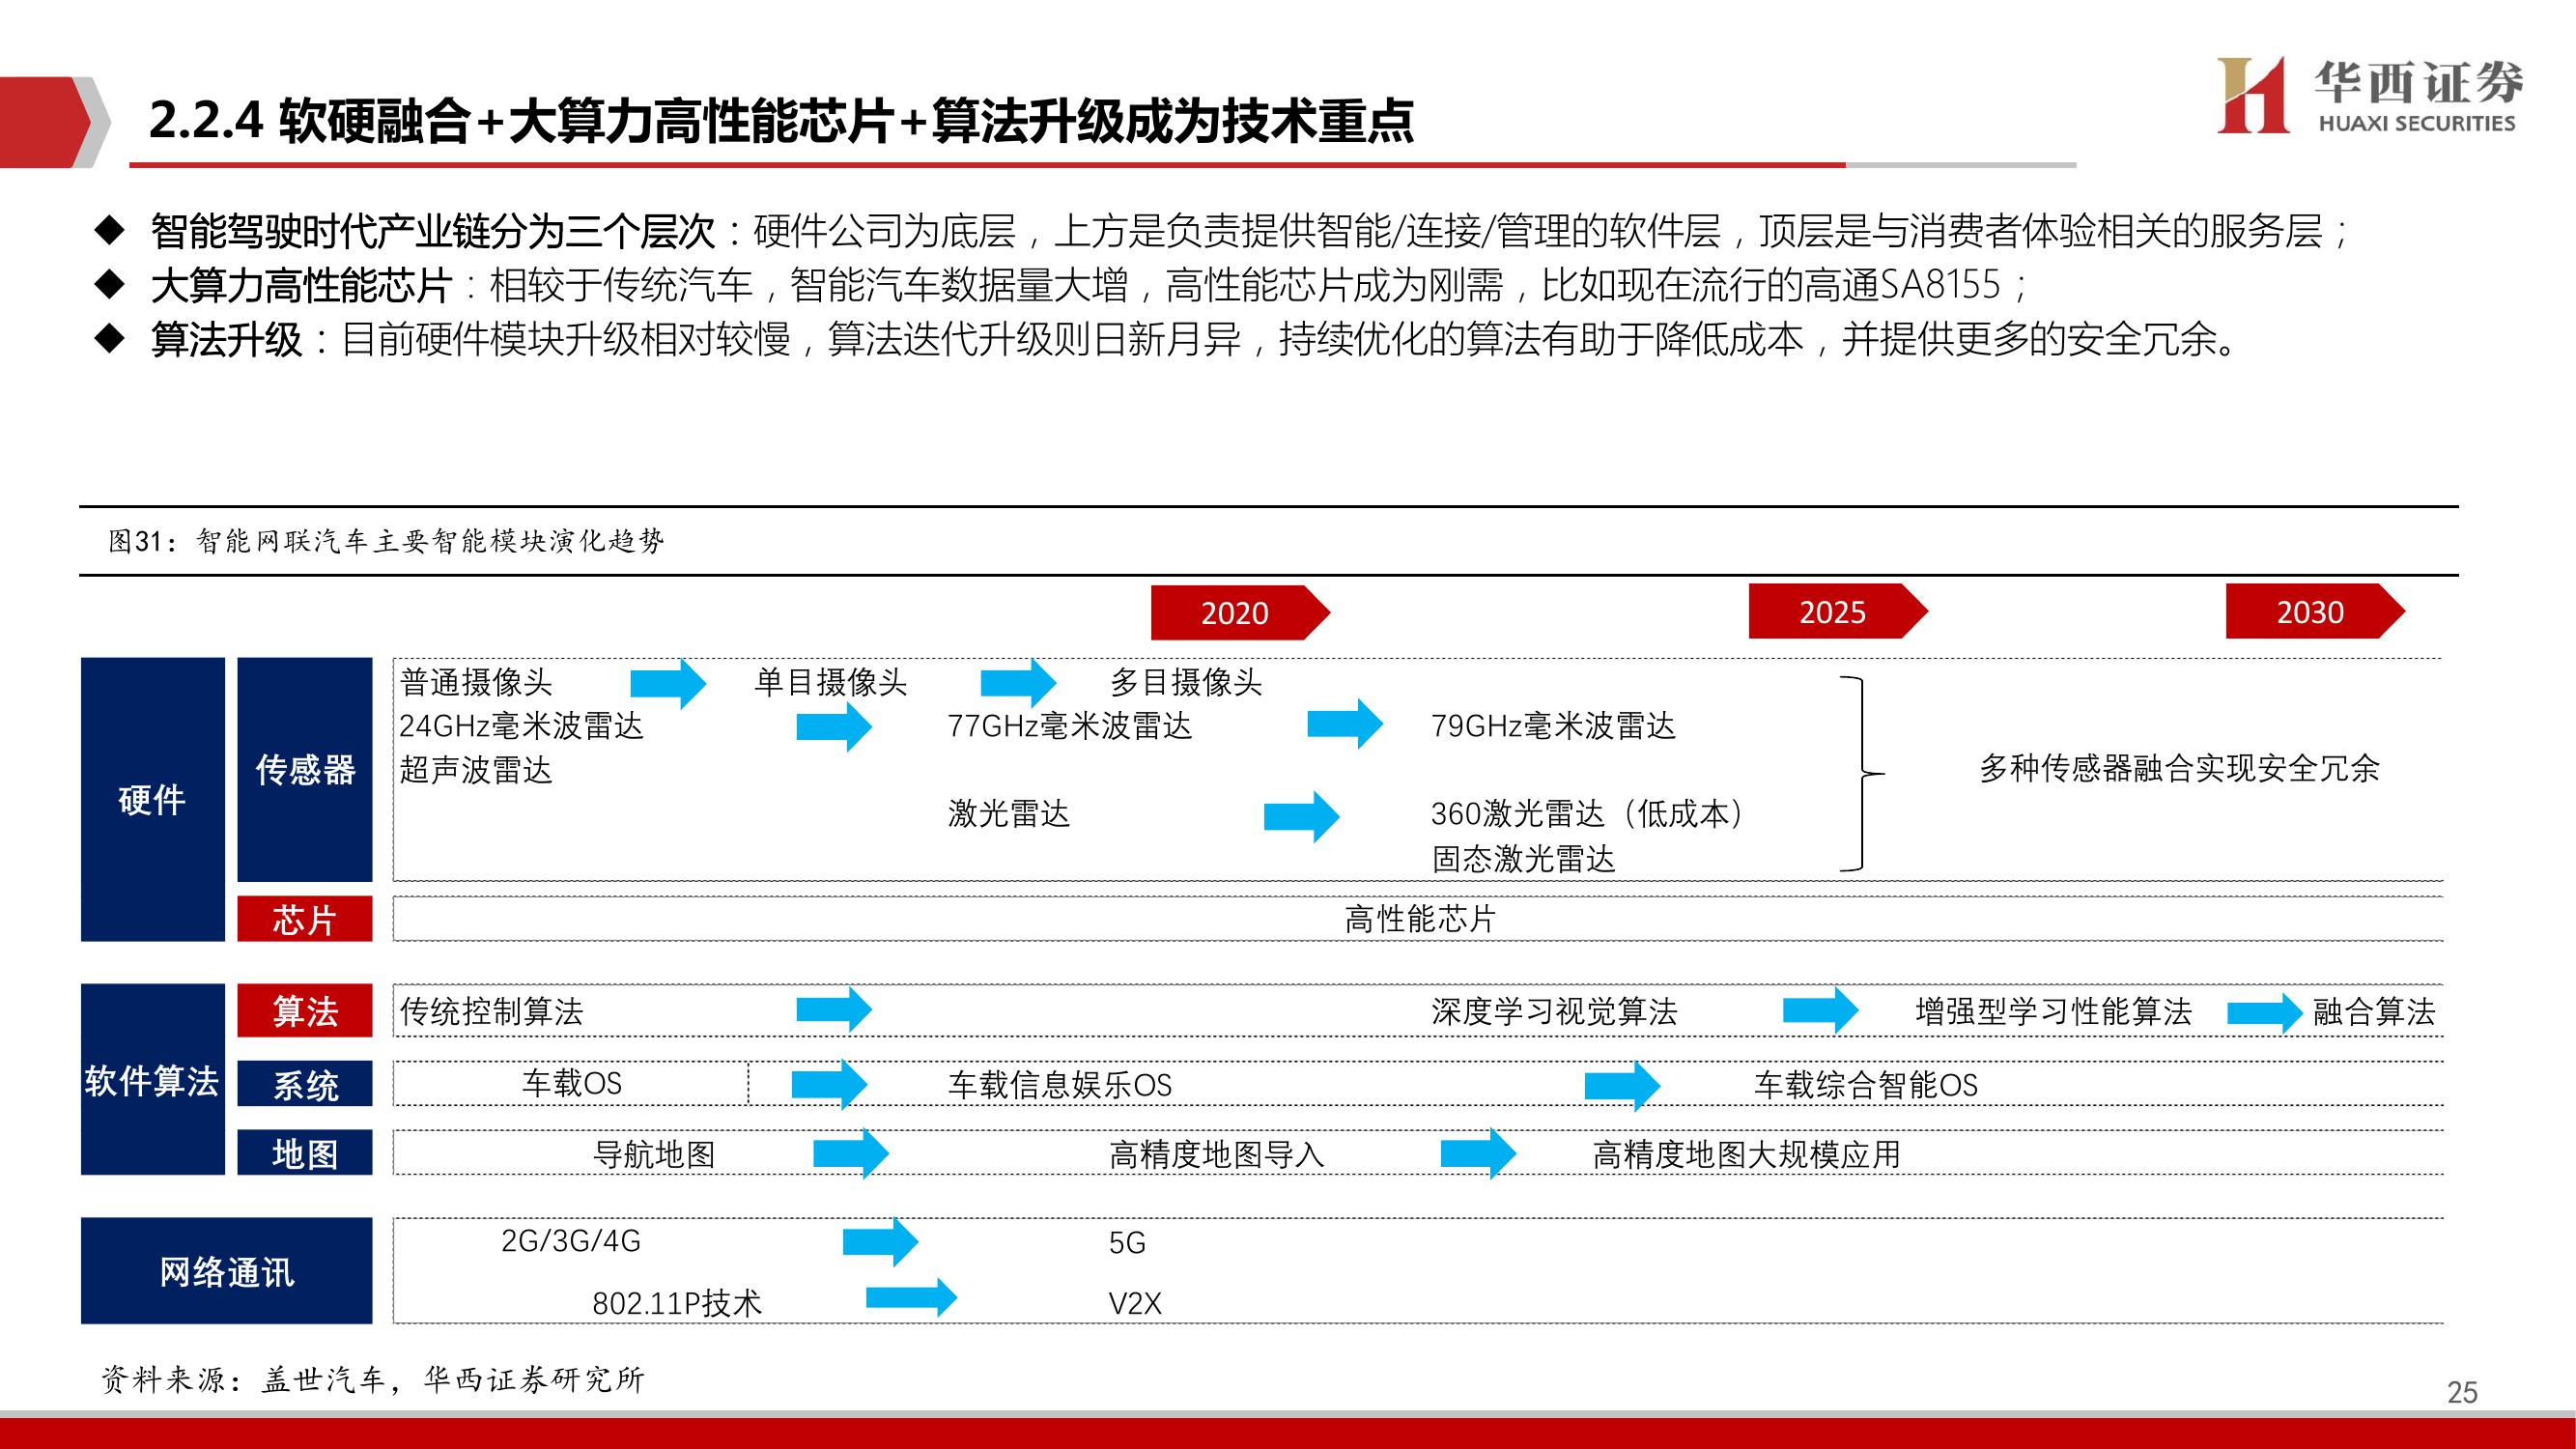 2.2.4 软硬融合+大算力高性能芯片+算法升级成为技术重点
华西证券
HUAXI SECURITIES
◆ 智能驾驶时代产业链分为三个层次：硬件公司为底层，上方是负责提供智能/连接/管理的软件层，顶层是与消费者体验相关的服务层；
◆ 大算力高性能芯片：相较于传统汽车，智能汽车数据量大增，高性能芯片成为刚需，比如现在流行的高通SA8155；
◆ 算法升级：目前硬件模块升级相对较慢，算法迭代升级则日新月异，持续优化的算法有助于降低成本，并提供更多的安全冗余。
图31：智能网联汽车主要智能模块演化趋势
2020 2025 2030
硬件
传感器
普通摄像头 单目摄像头 多目摄像头
24GHz毫米波雷达 77GHz毫米波雷达 79GHz毫米波雷达
超声波雷达
多种传感器融合实现安全冗余
激光雷达 360激光雷达（低成本）
固态激光雷达
芯片 高性能芯片
软件算法
算法 传统控制算法 深度学习视觉算法 增强型学习性能算法 融合算法
系统 车载OS 车载信息娱乐OS 车载综合智能OS
地图 导航地图 高精度地图导入 高精度地图大规模应用
网络通讯
2G/3G/4G 5G
802.11P技术 V2X
资料来源：盖世汽车，华西证券研究所
25